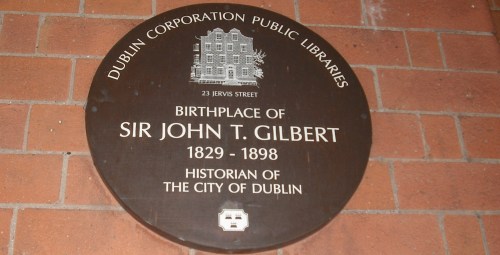 DUBLIN CORPORATION PUBLIC LIBRARIES
23 JERVIS STREET
BIRTHPLACE OF
SIR JOHN T. GILBERT
1829 - 1898
HISTORIAN OF
THE CITY OF DUBLIN